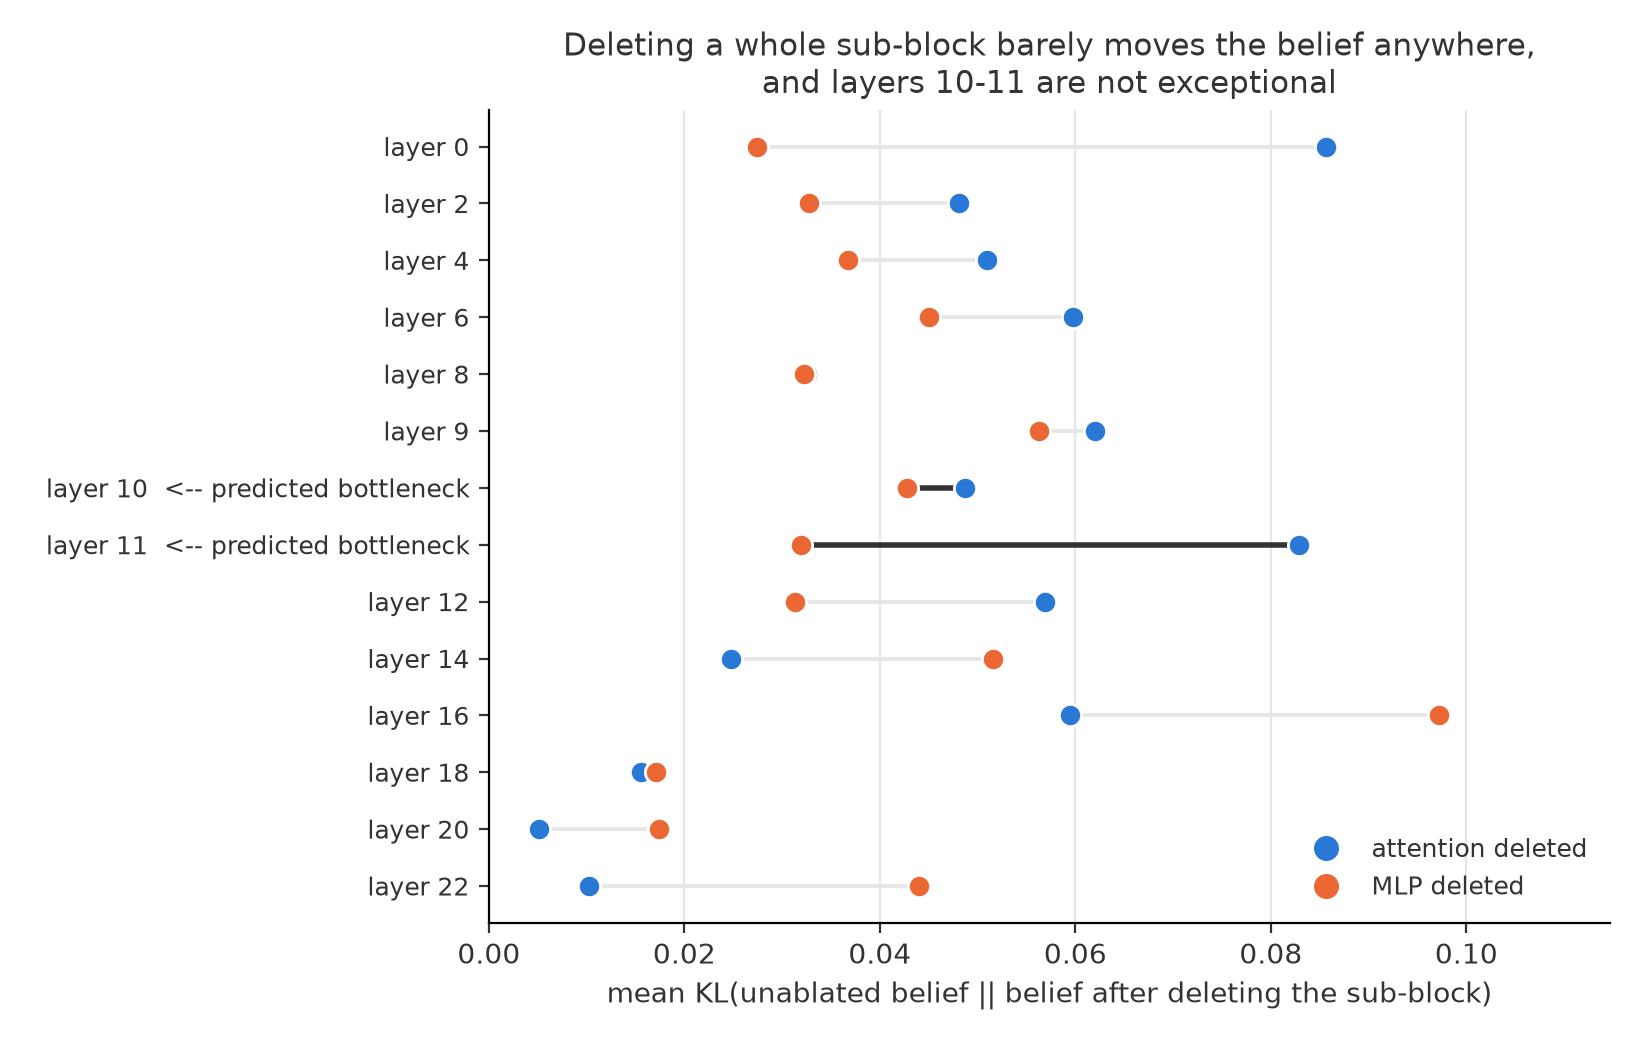 Deleting a whole sub-block barely moves the belief anywhere,
and layers 10-11 are not exceptional
layer 0
layer 2
layer 4
layer 6
layer 8
layer 9
layer 10  <-- predicted bottleneck
layer 11  <-- predicted bottleneck
layer 12
layer 14
layer 16
layer 18
layer 20
layer 22
attention deleted
MLP deleted
0.00 0.02 0.04 0.06 0.08 0.10
mean KL(unablated belief || belief after deleting the sub-block)